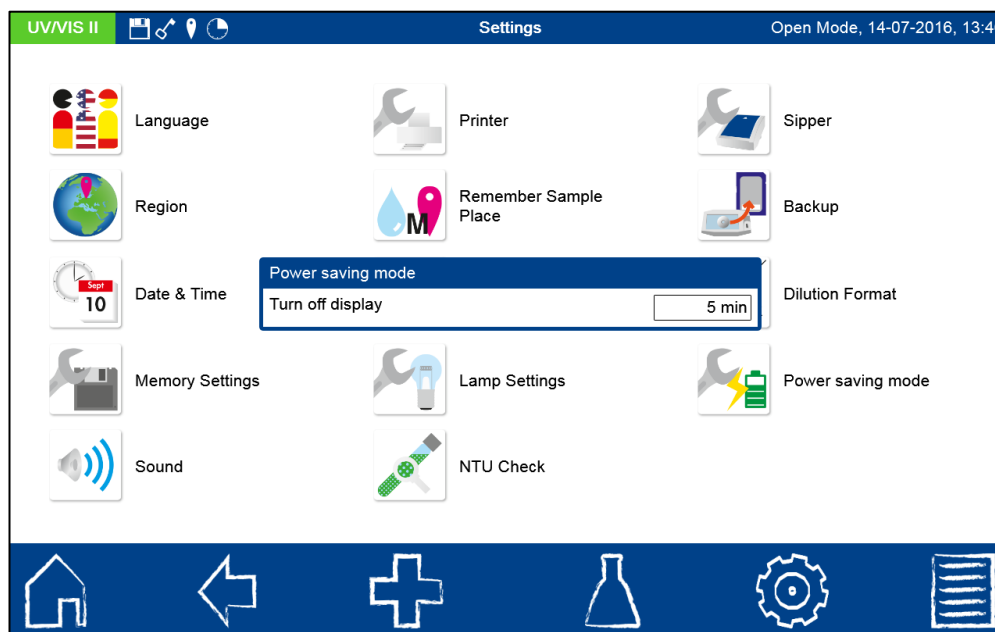 UV/VIS II
Settings
Open Mode, 14-07-2016, 13:4
Language
Printer
Sipper
Region
M
Remember Sample
Place
Backup
Sept
10
Date & Time
Power saving mode
Turn off display
5 min
Dilution Format
Memory Settings
Lamp Settings
Power saving mode
Sound
NTU Check